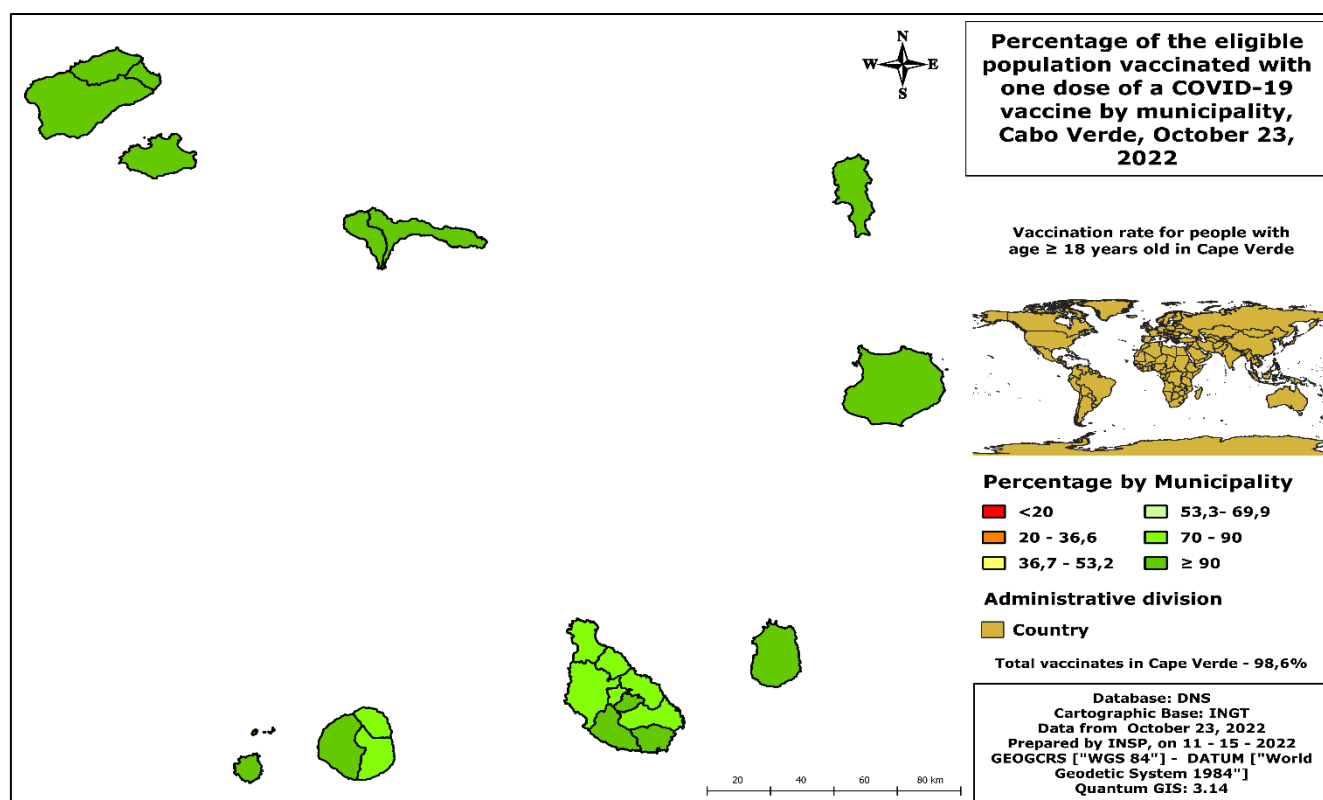 N
W E
S
Percentage of the eligible
population vaccinated with
one dose of a COVID-19
vaccine by municipality,
Cabo Verde, October 23,
2022
Vaccination rate for people with
age ≥ 18 years old in Cape Verde
Percentage by Municipality
<20
20 - 36,6
36,7 - 53,2
53,3- 69,9
70 - 90
≥ 90
Administrative division
Country
Total vaccinates in Cape Verde - 98,6%
Database: DNS
Cartographic Base: INGT
Data from October 23, 2022
Prepared by INSP, on 11 - 15 - 2022
GEOGCRS ["WGS 84"] - DATUM ["World
Geodetic System 1984"]
Quantum GIS: 3.14
20 40 60 80 km